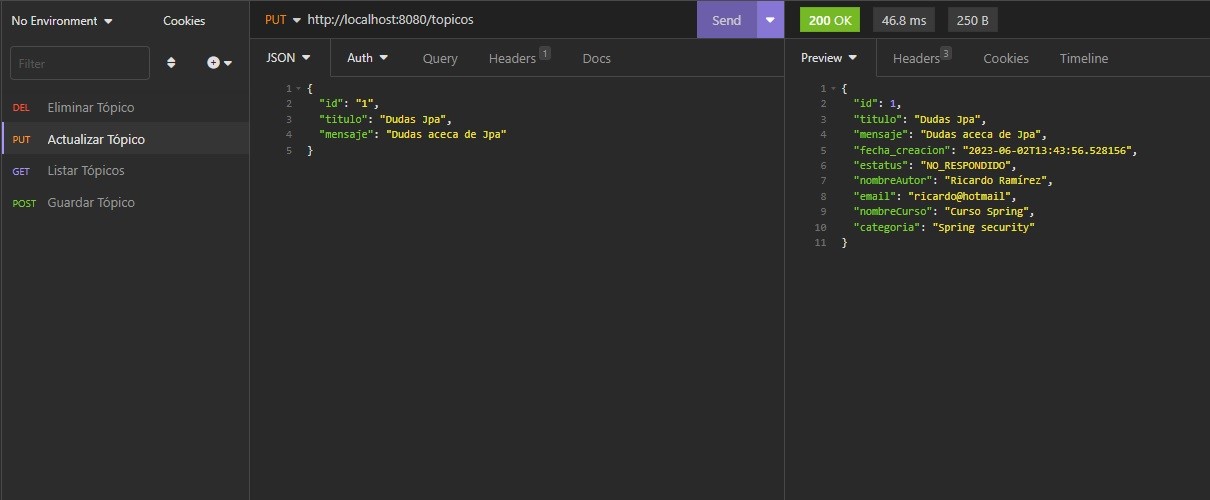 No Environment
Cookies
Filter
DEL Eliminar Tópico
PUT Actualizar Tópico
GET Listar Tópicos
POST Guardar Tópico
PUT http://localhost:8080/topicos
Send
JSON Auth Query Headers 1 Docs
1 {
2 "id": "1",
3 "titulo": "Dudas Jpa",
4 "mensaje": "Dudas aceca de Jpa"
5 }
200 OK 46.8 ms 250 B
Preview Headers 3 Cookies Timeline
1 {
2 "id": 1,
3 "titulo": "Dudas Jpa",
4 "mensaje": "Dudas aceca de Jpa",
5 "fecha_creacion": "2023-06-02T13:43:56.528156",
6 "estatus": "NO_RESPONDIDO",
7 "nombreAutor": "Ricardo Ramírez",
8 "email": "ricardo@hotmail",
9 "nombreCurso": "Curso Spring",
10 "categoria": "Spring security"
11 }